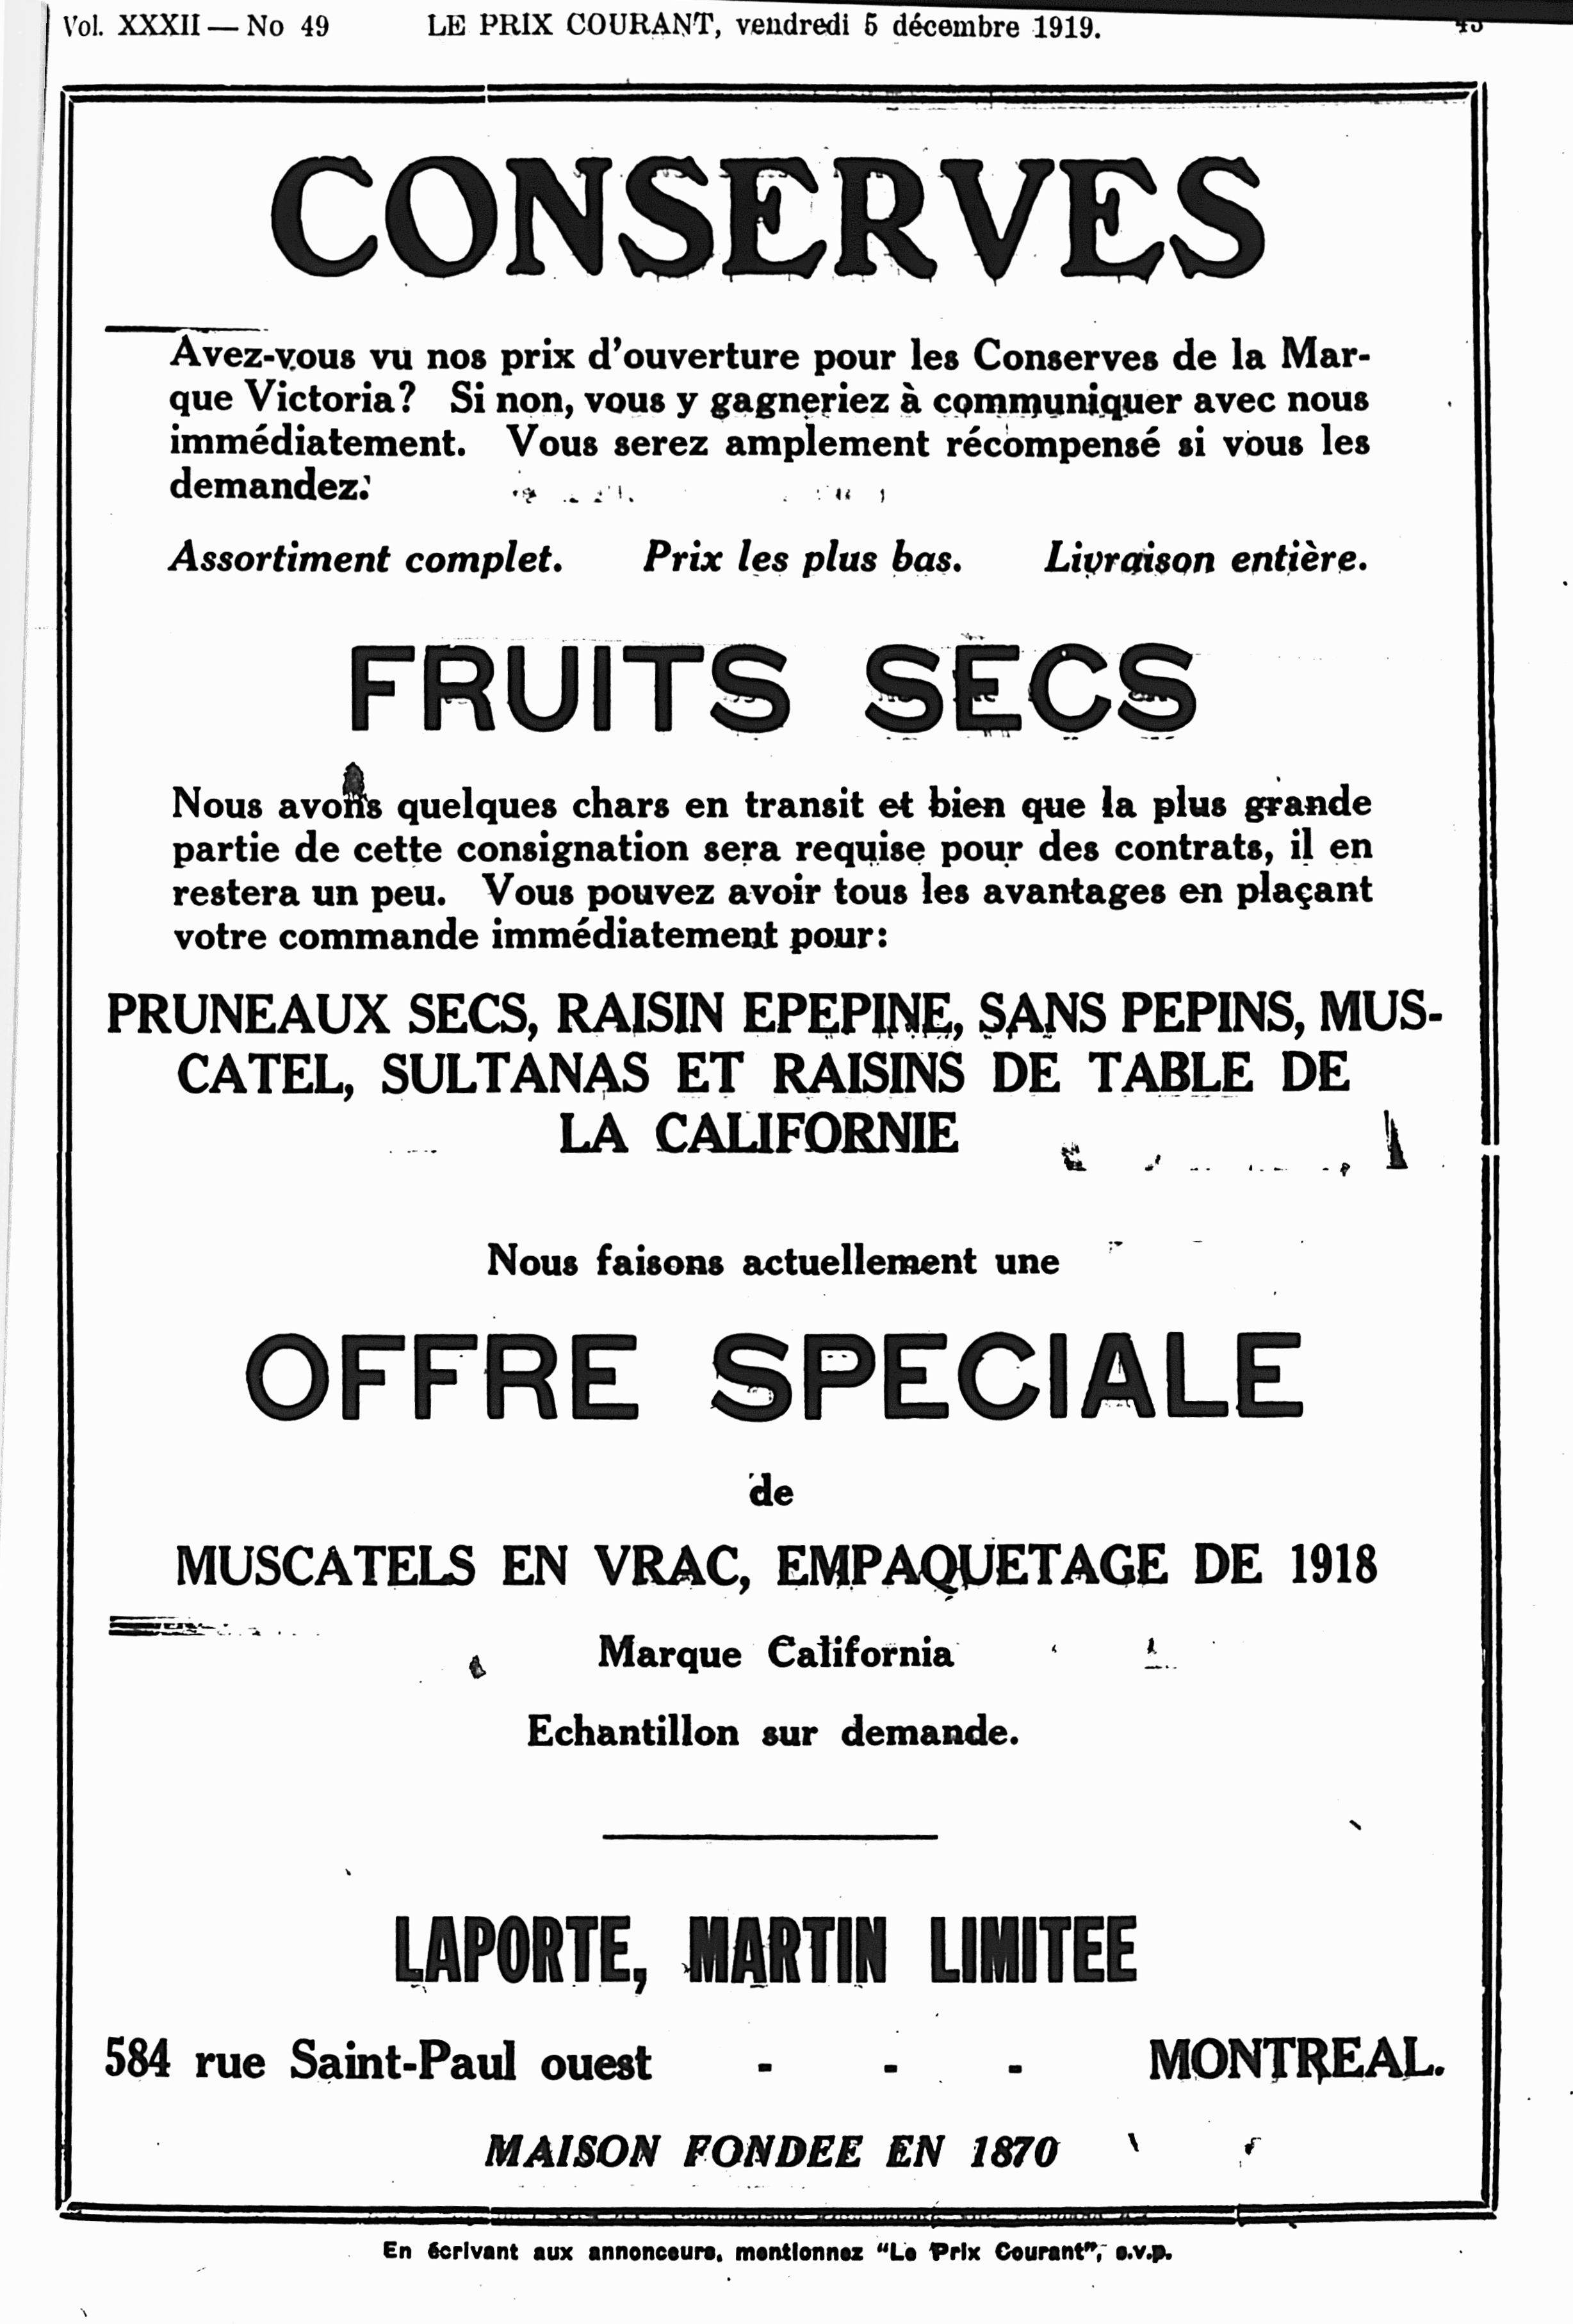 Vol. XXXII — No 49 LE PRIX COURANT, vendredi 5 décembre 1919.
CONSERVES
Avez-vous vu nos prix d'ouverture pour les Conserves de la Mar-
que Victoria? Si non, vous y gagneriez à communiquer avec nous
immédiatement. Vous serez amplement récompensé si vous les
demandez.
Assortiment complet. Prix les plus bas. Livraison entière.
FRUITS SECS
Nous avons quelques chars en transit et bien que la plus grande
partie de cette consignation sera requise pour des contrats, il en
restera un peu. Vous pouvez avoir tous les avantages en plaçant
votre commande immédiatement pour:
PRUNEAUX SECS, RAISIN EPEPINE, SANS PEPINS, MUS-
CATEL, SULTANAS ET RAISINS DE TABLE DE
LA CALIFORNIE
Nous faisons actuellement une
OFFRE SPECIALE
de
MUSCATELS EN VRAC, EMPAQUETAGE DE 1918
Marque California
Echantillon sur demande.
LAPORTE, MARTIN LIMITEE
584 rue Saint-Paul ouest - - - MONTREAL.
MAISON FONDEE EN 1870
En écrivant aux annonceurs, mentionnez "Le Prix Courant", s.v.p.